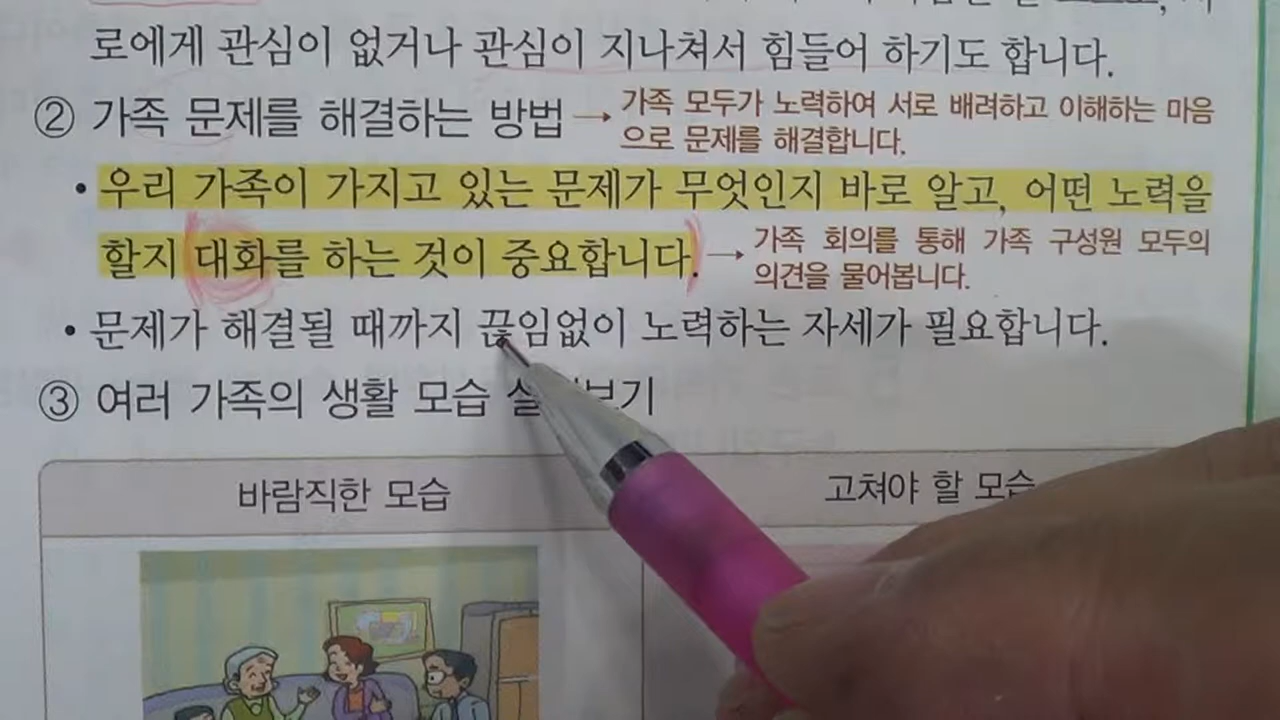 로에게 관심이 없거나 관심이 지나쳐서 힘들어 하기도 합니다.
② 가족 문제를 해결하는 방법 → 가족 모두가 노력하여 서로 배려하고 이해하는 마음
으로 문제를 해결합니다.
• 우리 가족이 가지고 있는 문제가 무엇인지 바로 알고, 어떤 노력을
할지 대화를 하는 것이 중요합니다. → 가족 회의를 통해 가족 구성원 모두의
의견을 물어봅니다.
• 문제가 해결될 때까지 끊임없이 노력하는 자세가 필요합니다.
③ 여러 가족의 생활 모습
바람직한 모습
고쳐야 할 모습